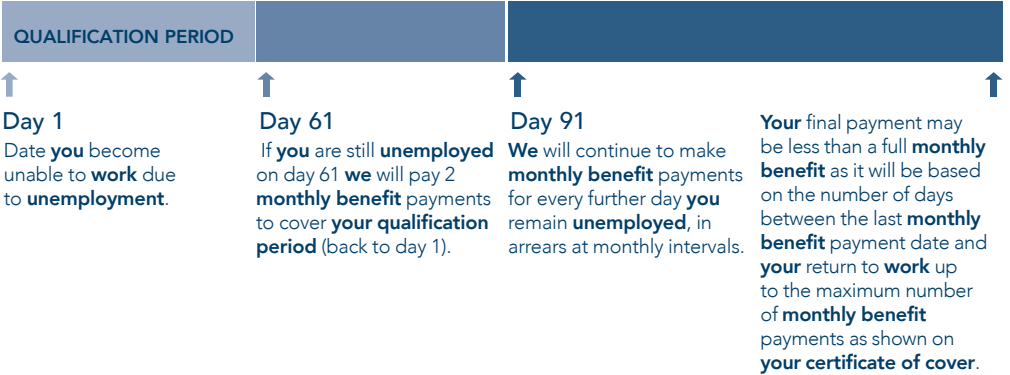 QUALIFICATION PERIOD
Day 1
Date you become
unable to work due
to unemployment.
Day 61
If you are still unemployed
on day 61 we will pay 2
monthly benefit payments
to cover your qualification
period (back to day 1).
Day 91
We will continue to make
monthly benefit payments
for every further day you
remain unemployed, in
arrears at monthly intervals.
Your final payment may
be less than a full monthly
benefit as it will be based
on the number of days
between the last monthly
benefit payment date and
your return to work up
to the maximum number
of monthly benefit
payments as shown on
your certificate of cover.